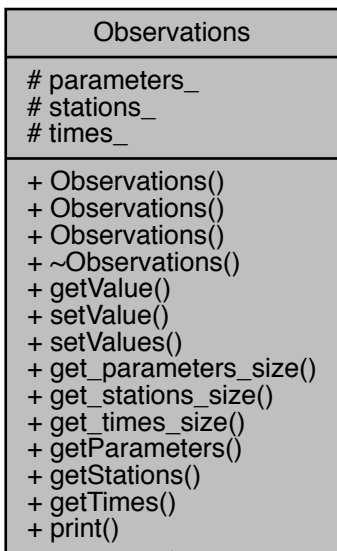 Observations
# parameters_
# stations_
# times_
+ Observations()
+ Observations()
+ Observations()
+ ~Observations()
+ getValue()
+ setValue()
+ setValues()
+ get_parameters_size()
+ get_stations_size()
+ get_times_size()
+ getParameters()
+ getStations()
+ getTimes()
+ print()